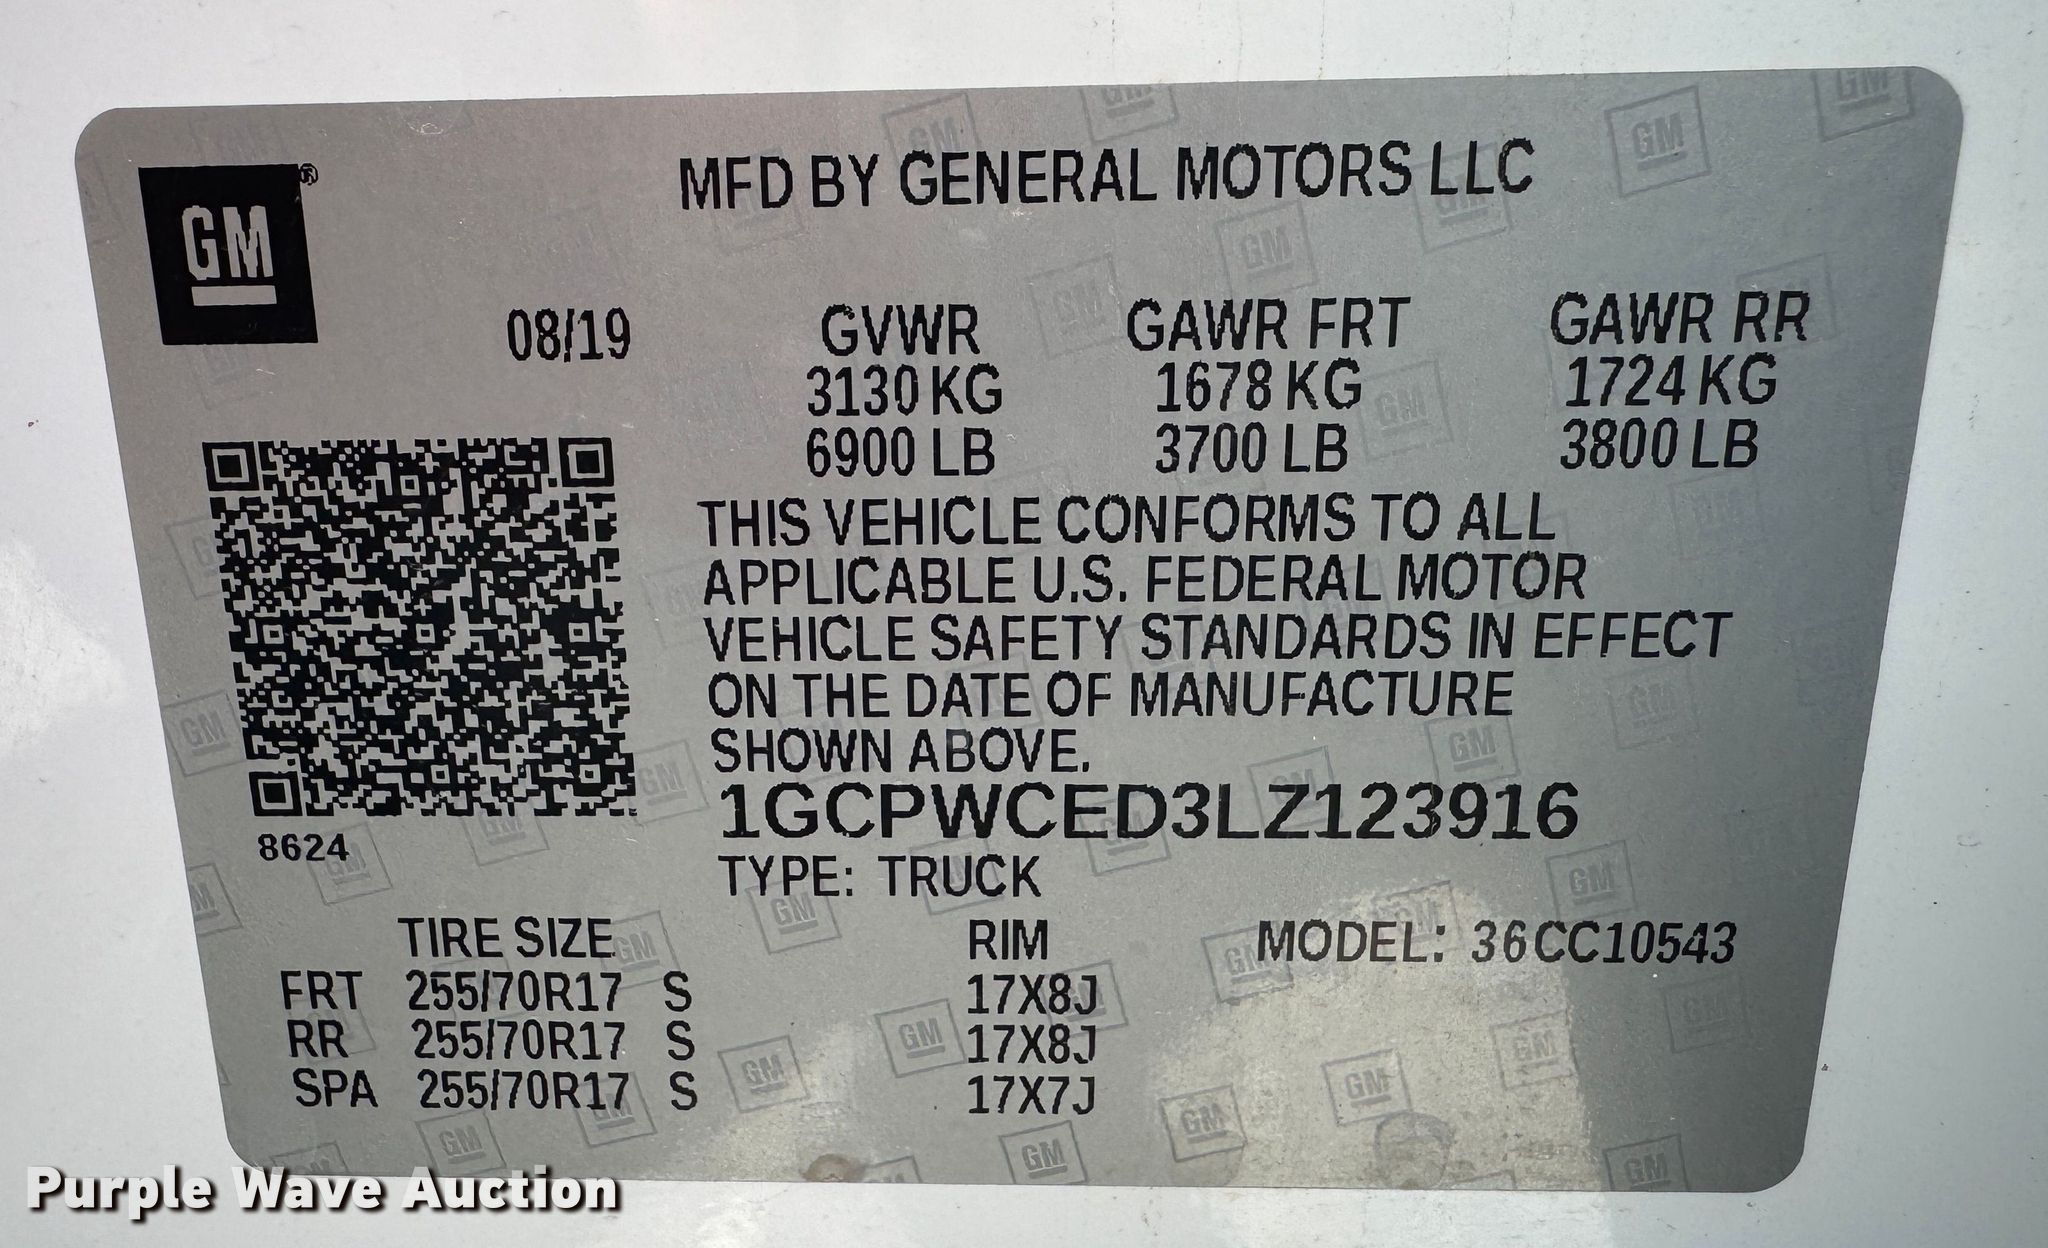 GM®
MFD BY GENERAL MOTORS LLC
08/19
GVWR GAWR FRT GAWR RR
3130 KG 1678 KG 1724 KG
6900 LB 3700 LB 3800 LB
THIS VEHICLE CONFORMS TO ALL
APPLICABLE U.S. FEDERAL MOTOR
VEHICLE SAFETY STANDARDS IN EFFECT
ON THE DATE OF MANUFACTURE
SHOWN ABOVE.
1GCPWCED3LZ123916
8624
TYPE: TRUCK
TIRE SIZE RIM MODEL: 36CC10543
FRT 255/70R17 S 17X8J
RR 255/70R17 S 17X8J
SPA 255/70R17 S 17X7J
Purple Wave Auction